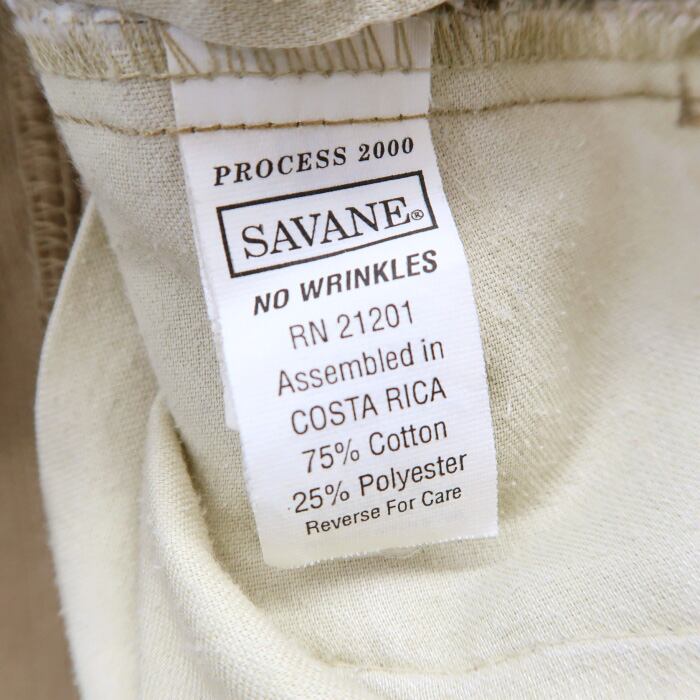 PROCESS 2000
SAVANE®
NO WRINKLES
RN 21201
Assembled in
COSTA RICA
75% Cotton
25% Polyester
Reverse For Care